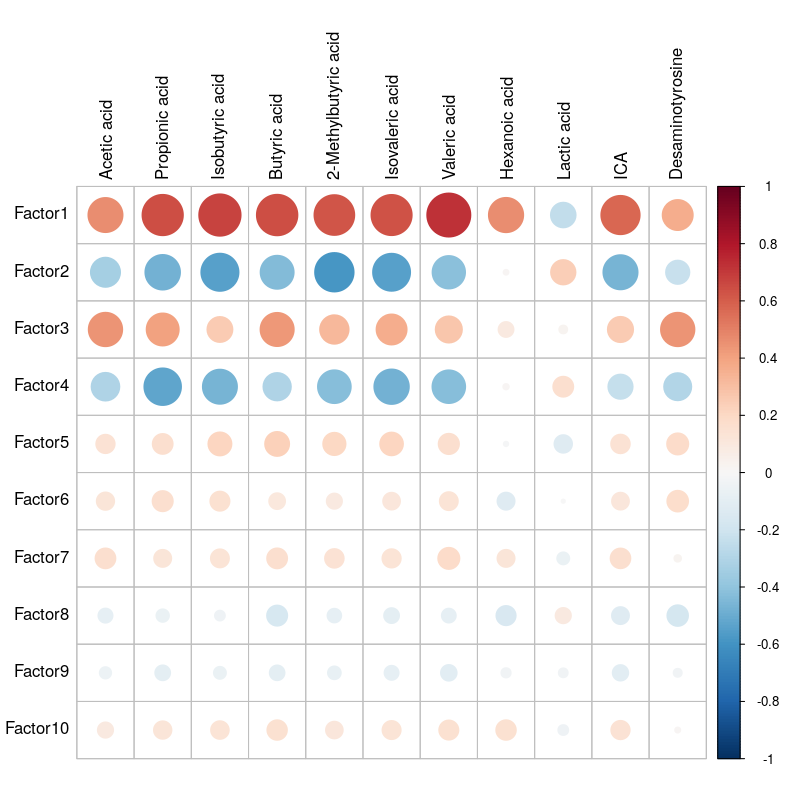 Acetic acid
Propionic acid
Isobutyric acid
Butyric acid
2-Methylbutyric acid
Isovaleric acid
Valeric acid
Hexanoic acid
Lactic acid
ICA
Desaminotyrosine
Factor1
Factor2
Factor3
Factor4
Factor5
Factor6
Factor7
Factor8
Factor9
Factor10
1
0.8
0.6
0.4
0.2
0
-0.2
-0.4
-0.6
-0.8
-1